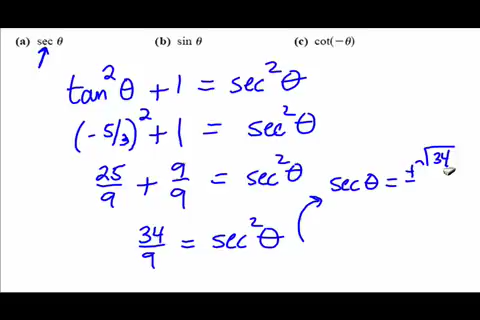 (a) sec θ (b) sin θ (c) cot(−θ)
tan²θ + 1 = sec²θ
(-5/3)² + 1 = sec²θ
25/9 + 9/9 = sec²θ
sec θ = ±√34
34/9 = sec²θ